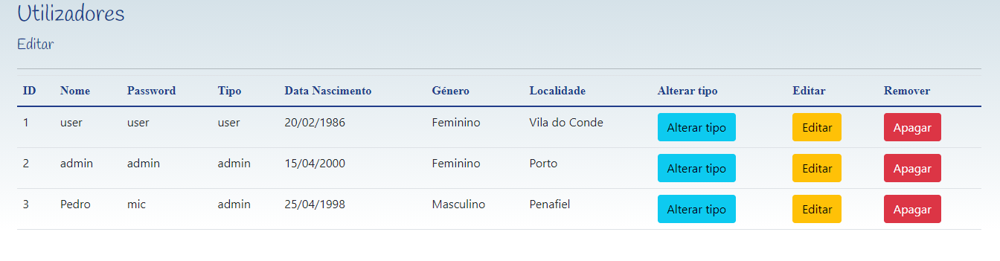 Utilizadores
Editar
ID Nome Password Tipo Data Nascimento Género Localidade Alterar tipo Editar Remover
1 user user user 20/02/1986 Feminino Vila do Conde Alterar tipo Editar Apagar
2 admin admin admin 15/04/2000 Feminino Porto Alterar tipo Editar Apagar
3 Pedro mic admin 25/04/1998 Masculino Penafiel Alterar tipo Editar Apagar